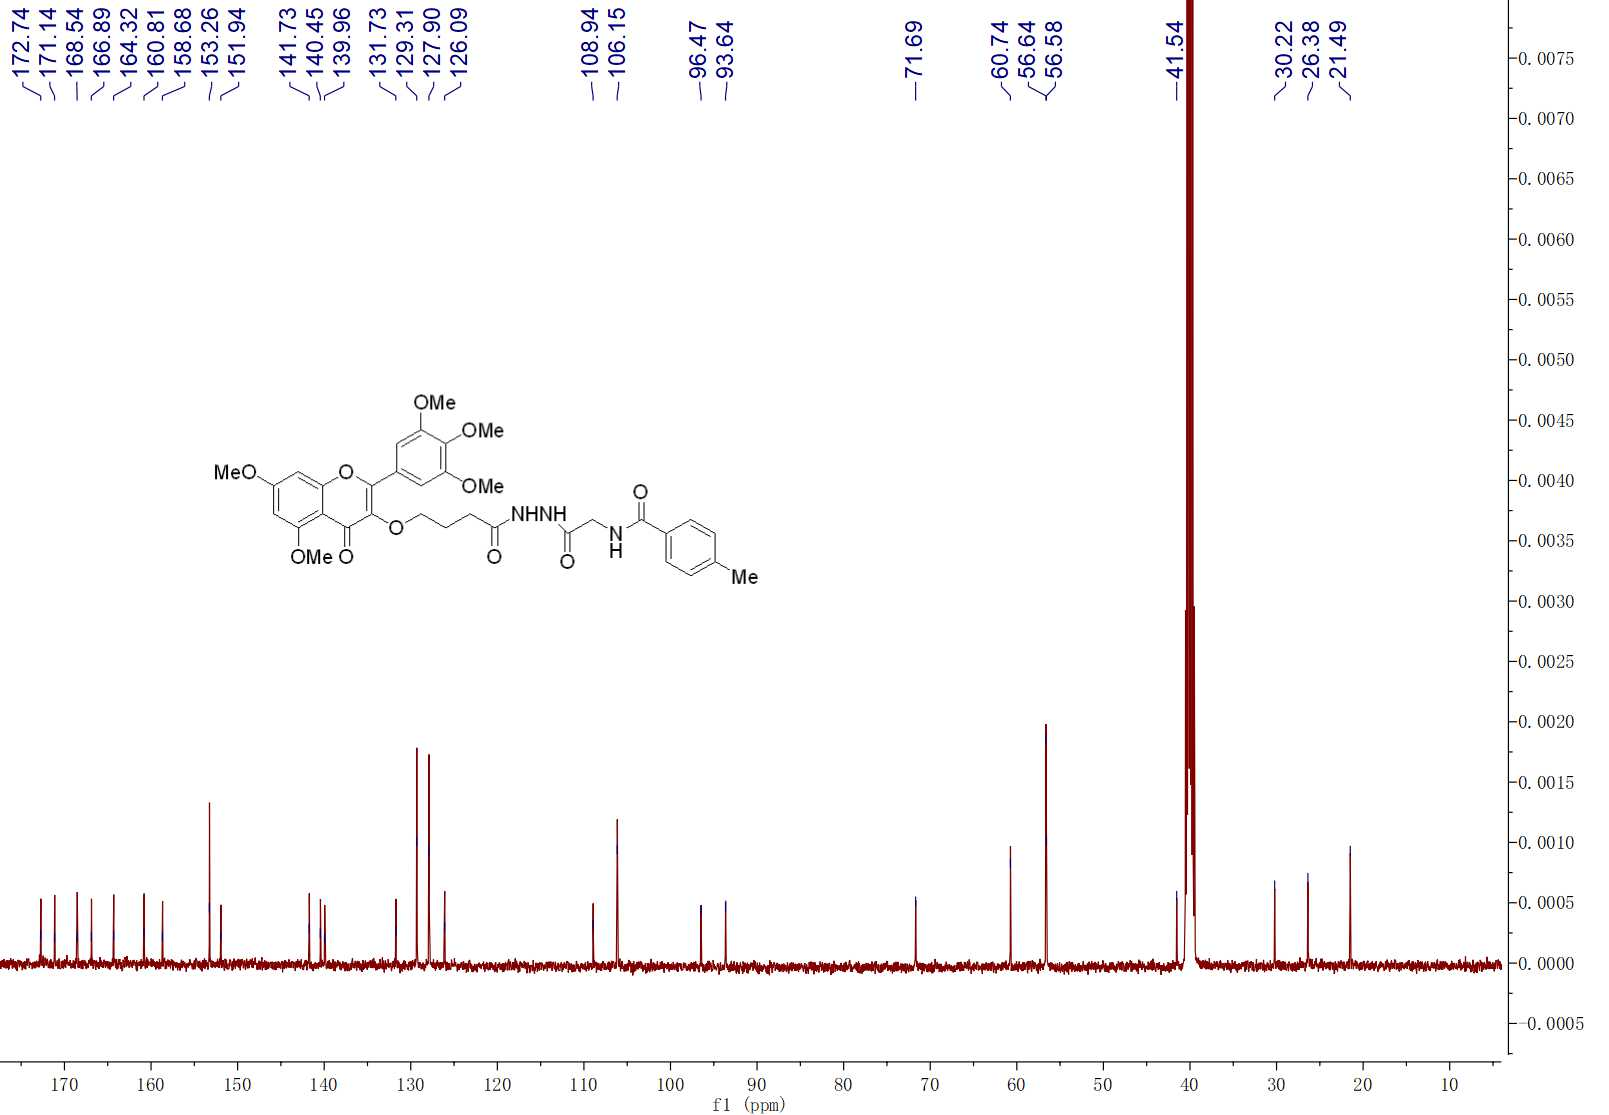 172.74
171.14
168.54
166.89
164.32
160.81
158.68
153.26
151.94
141.73
140.45
139.96
131.73
129.31
127.90
126.09
108.94
106.15
96.47
93.64
71.69
60.74
56.64
56.58
41.54
30.22
26.38
21.49
0.0075
0.0070
0.0065
0.0060
0.0055
0.0050
0.0045
0.0040
0.0035
0.0030
0.0025
0.0020
0.0015
0.0010
0.0005
0.0000
-0.0005
OMe
OMe
MeO
O
OMe
O
OMe
O
O
NHNH
O
N
H
O
Me
170 160 150 140 130 120 110 100 90 80 70 60 50 40 30 20 10
f1 (ppm)